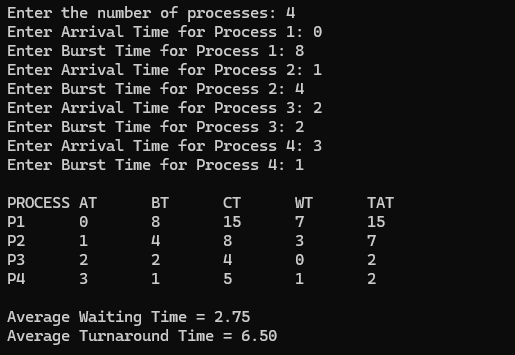 Enter the number of processes: 4
Enter Arrival Time for Process 1: 0
Enter Burst Time for Process 1: 8
Enter Arrival Time for Process 2: 1
Enter Burst Time for Process 2: 4
Enter Arrival Time for Process 3: 2
Enter Burst Time for Process 3: 2
Enter Arrival Time for Process 4: 3
Enter Burst Time for Process 4: 1
PROCESS AT BT CT WT TAT
P1 0 8 15 7 15
P2 1 4 8 3 7
P3 2 2 4 0 2
P4 3 1 5 1 2
Average Waiting Time = 2.75
Average Turnaround Time = 6.50